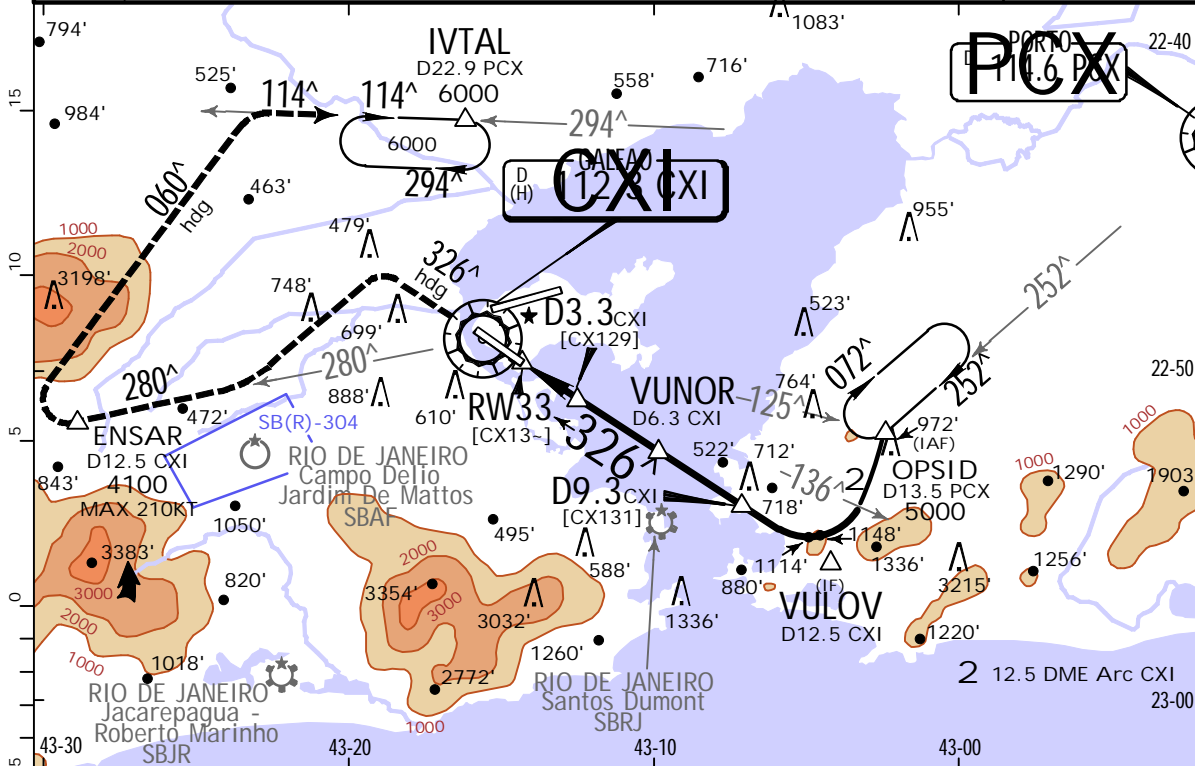 794'
1083'
IVTAL
D22.9 PCX
6000
PORTO
D
114.6 PCX
PCX
22-40
525'
558'
716'
114^
114^
15
984'
6000
294^
294^
GALEAO
D
(H)
112.3 CXI
CXI
060^
hdg
463'
1000
2000
479'
955'
10
3198'
326^
hdg
252^
748'
699'
D3.3CXI
[CX129]
523'
072^
252^
280^
280^
888'
610'
VUNOR
D6.3 CXI
764'
125^
22-50
472'
SB(R)-304
RW33
[CX13~]
326^
972'
(IAF)
1000
5
ENSAR
D12.5 CXI
4100
MAX 210KT
843'
RIO DE JANEIRO
Campo Delio
Jardim De Mattos
SBAF
522'
712'
136^
2
OPSID
D13.5 PCX
5000
1000
1290'
1903'
D9.3CXI
[CX131]
718'
1050'
495'
1148'
1114'
1336'
3383'
2000
588'
880'
(IF)
3215'
1256'
3000
820'
3354'
3000
3032'
1336'
VULOV
D12.5 CXI
0
2000
1260'
1220'
1000
1018'
2772'
2 12.5 DME Arc CXI
RIO DE JANEIRO
Jacarepagua -
Roberto Marinho
SBJR
RIO DE JANEIRO
Santos Dumont
SBRJ
1000
23-00
43-30
43-20
43-10
43-00
5